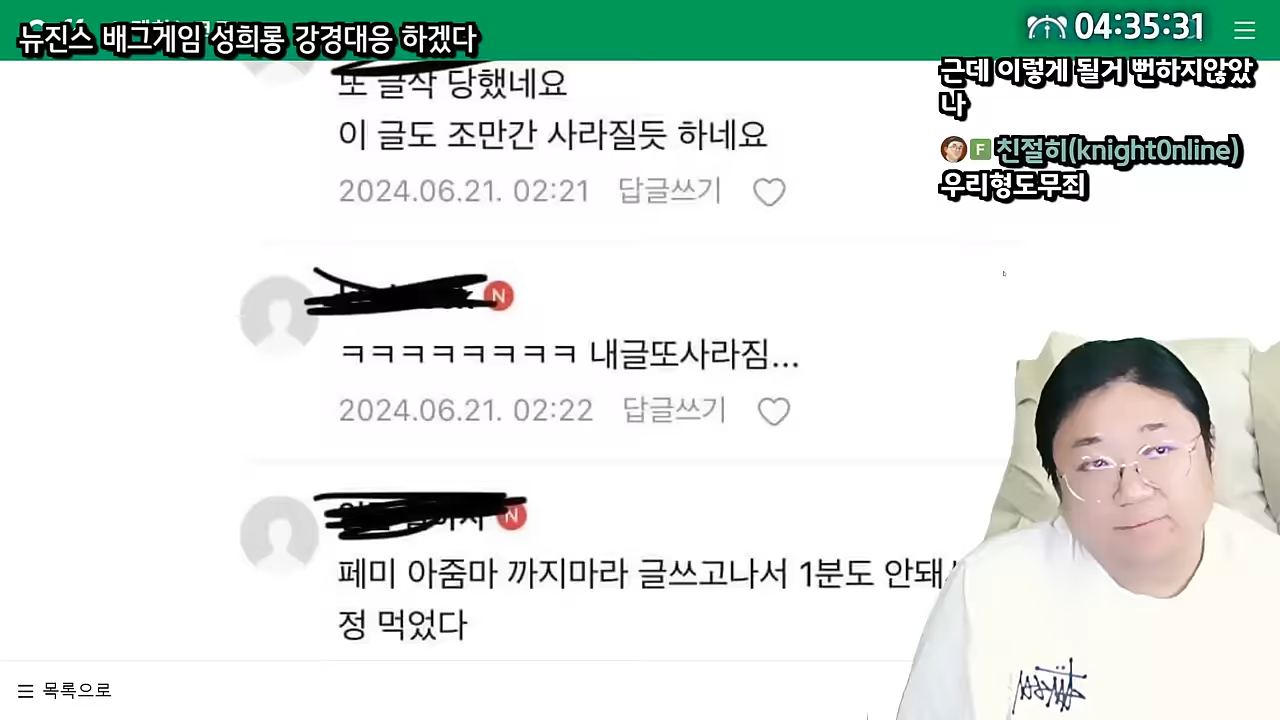 뉴진스 배그게임 성희롱 강경대응 하겠다
04:35:31
근데 이렇게 될거 뻔하지않았
나
F 친절히(knight0nline)
우리형도무죄
또 글삭 당했네요
이 글도 조만간 사라질듯 하네요
2024.06.21. 02:21 답글쓰기
N
ㅋㅋㅋㅋㅋㅋㅋㅋ 내글또사라짐...
2024.06.21. 02:22 답글쓰기
N
페미 아줌마 까지마라 글쓰고나서 1분도 안돼
정 먹었다
목록으로